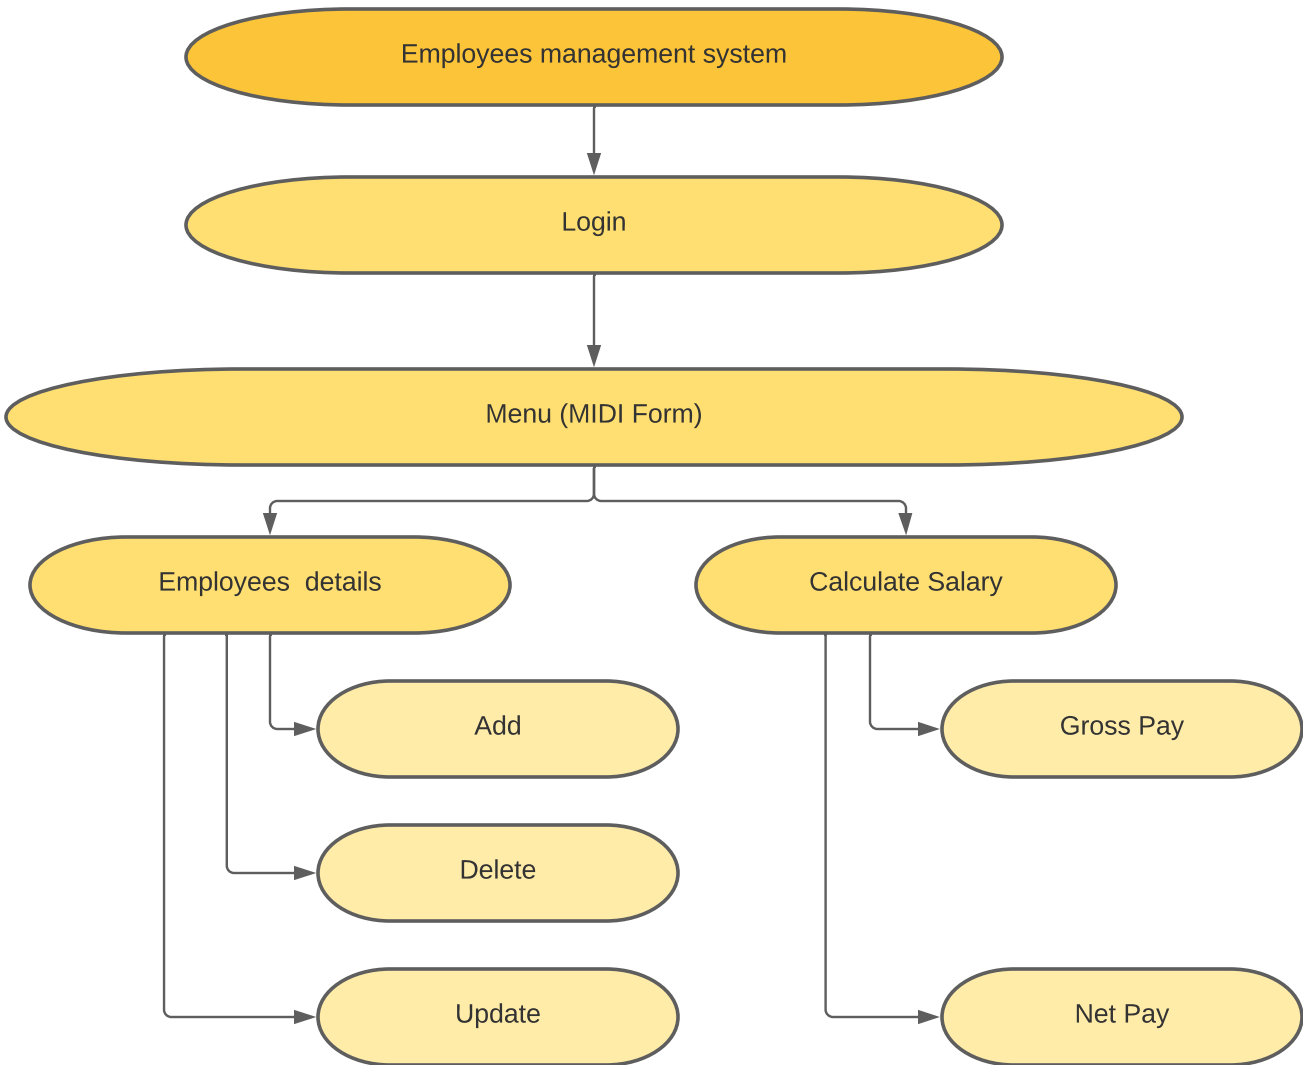 Employees management system
Login
Menu (MIDI Form)
Employees  details
Calculate Salary
Add
Gross Pay
Delete
Update
Net Pay